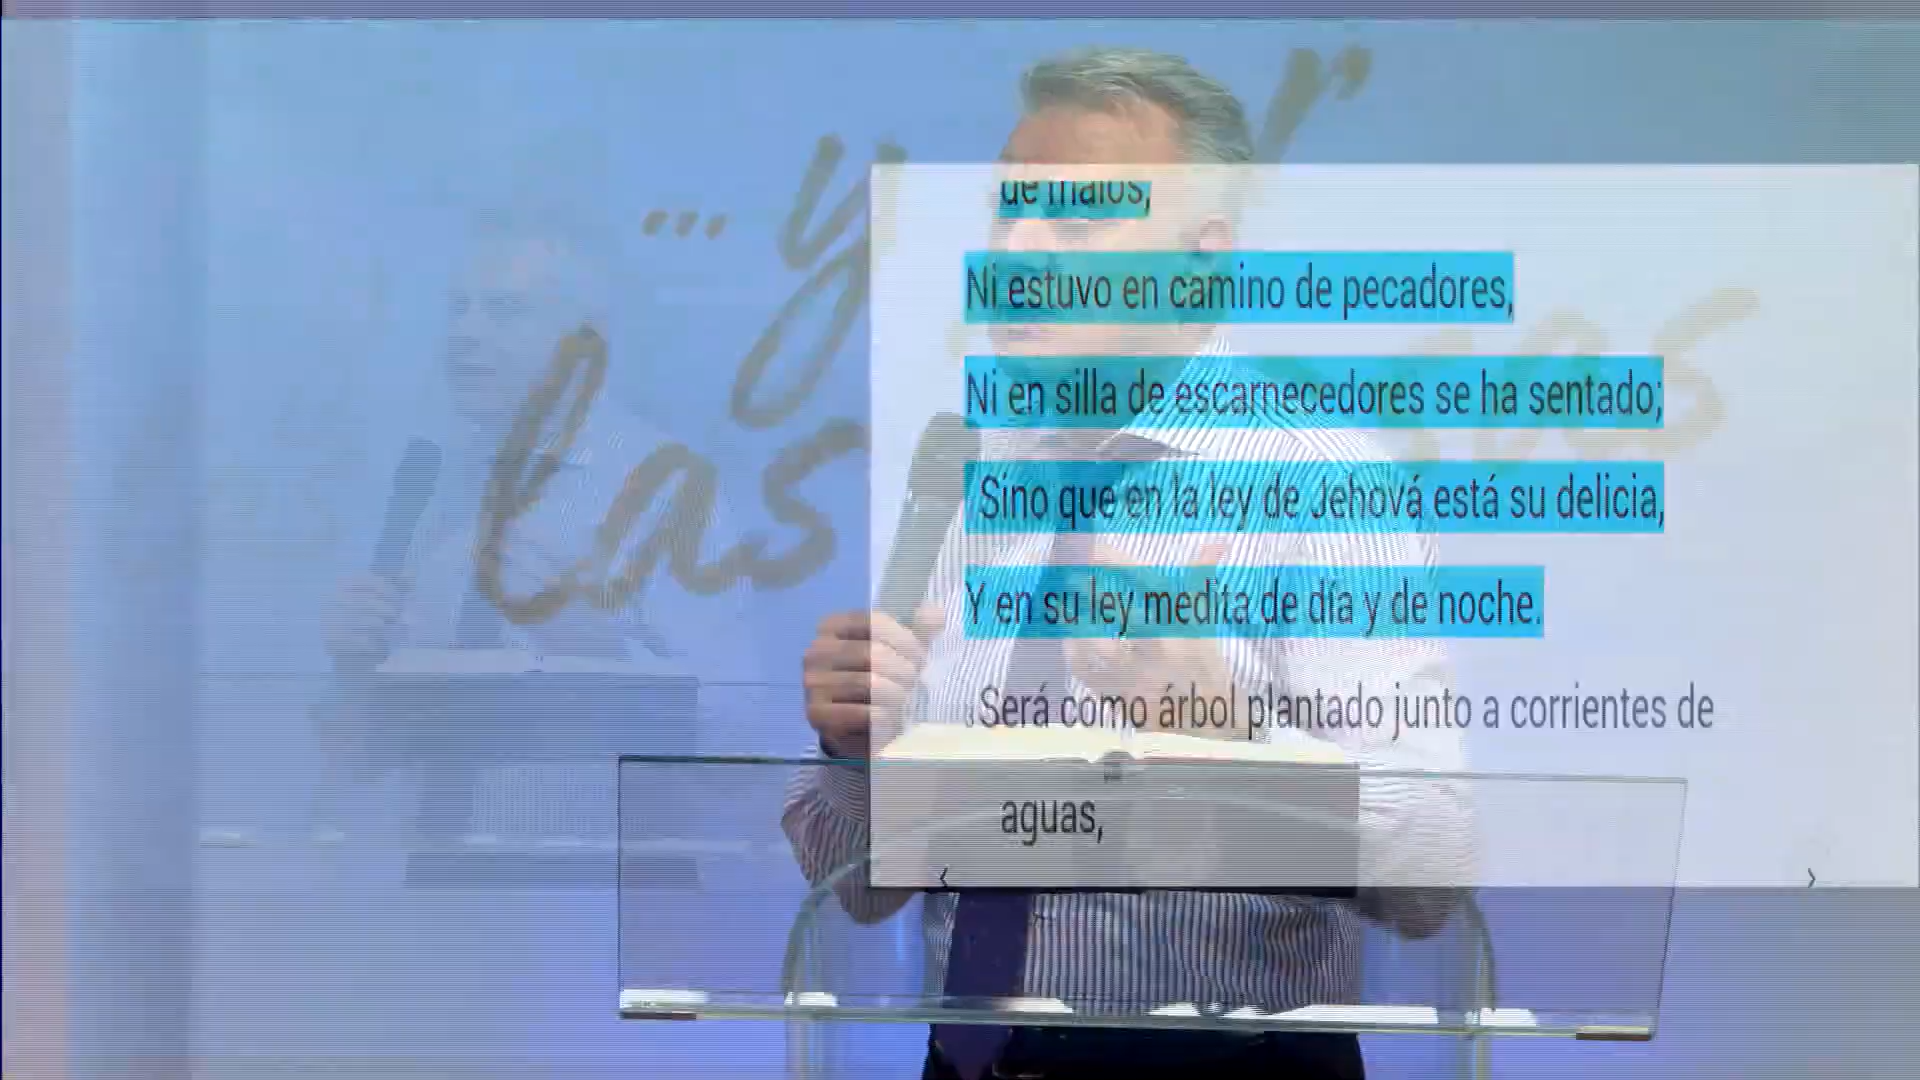 ... y
las
de malos,
Ni estuvo en camino de pecadores,
Ni en silla de escarnecedores se ha sentado;
Sino que en la ley de Jehová está su delicia,
Y en su ley medita de día y de noche.
Será como árbol plantado junto a corrientes de
aguas,